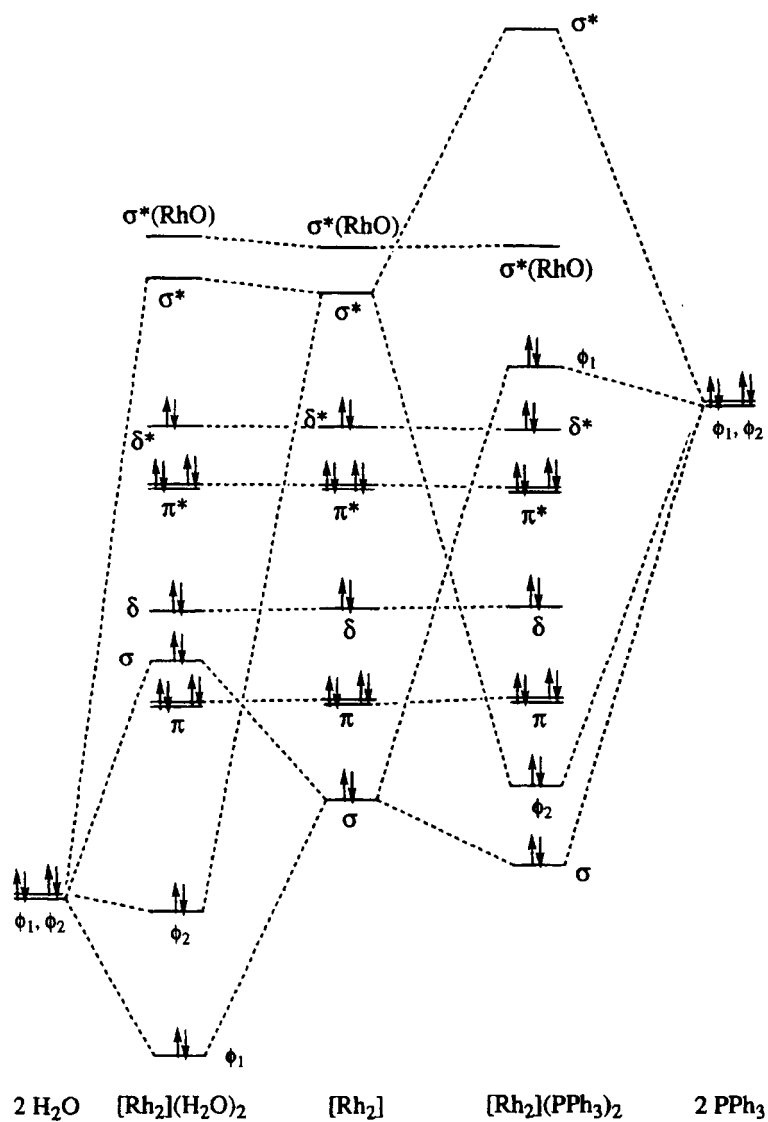 σ*
σ*(RhO)
σ*(RhO)
σ*(RhO)
σ*
σ*
ϕ₁
δ*
δ*
δ*
ϕ₁, ϕ₂
π*
π*
π*
δ
δ
δ
σ
π
π
π
ϕ₂
σ
σ
ϕ₁, ϕ₂
ϕ₂
ϕ₁
2 H₂O [Rh₂](H₂O)₂ [Rh₂] [Rh₂](PPh₃)₂ 2 PPh₃